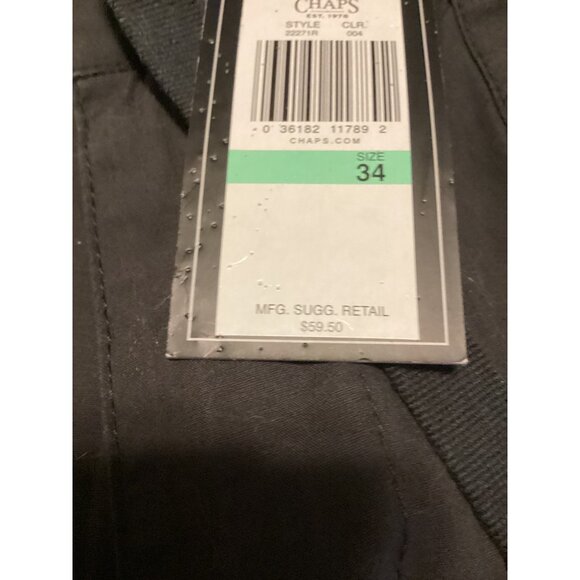 CHAPS
EST. 1978
STYLE CLR.
22271R 004
0 36182 11789 2
CHAPS.COM
SIZE
34
MFG. SUGG. RETAIL
$59.50